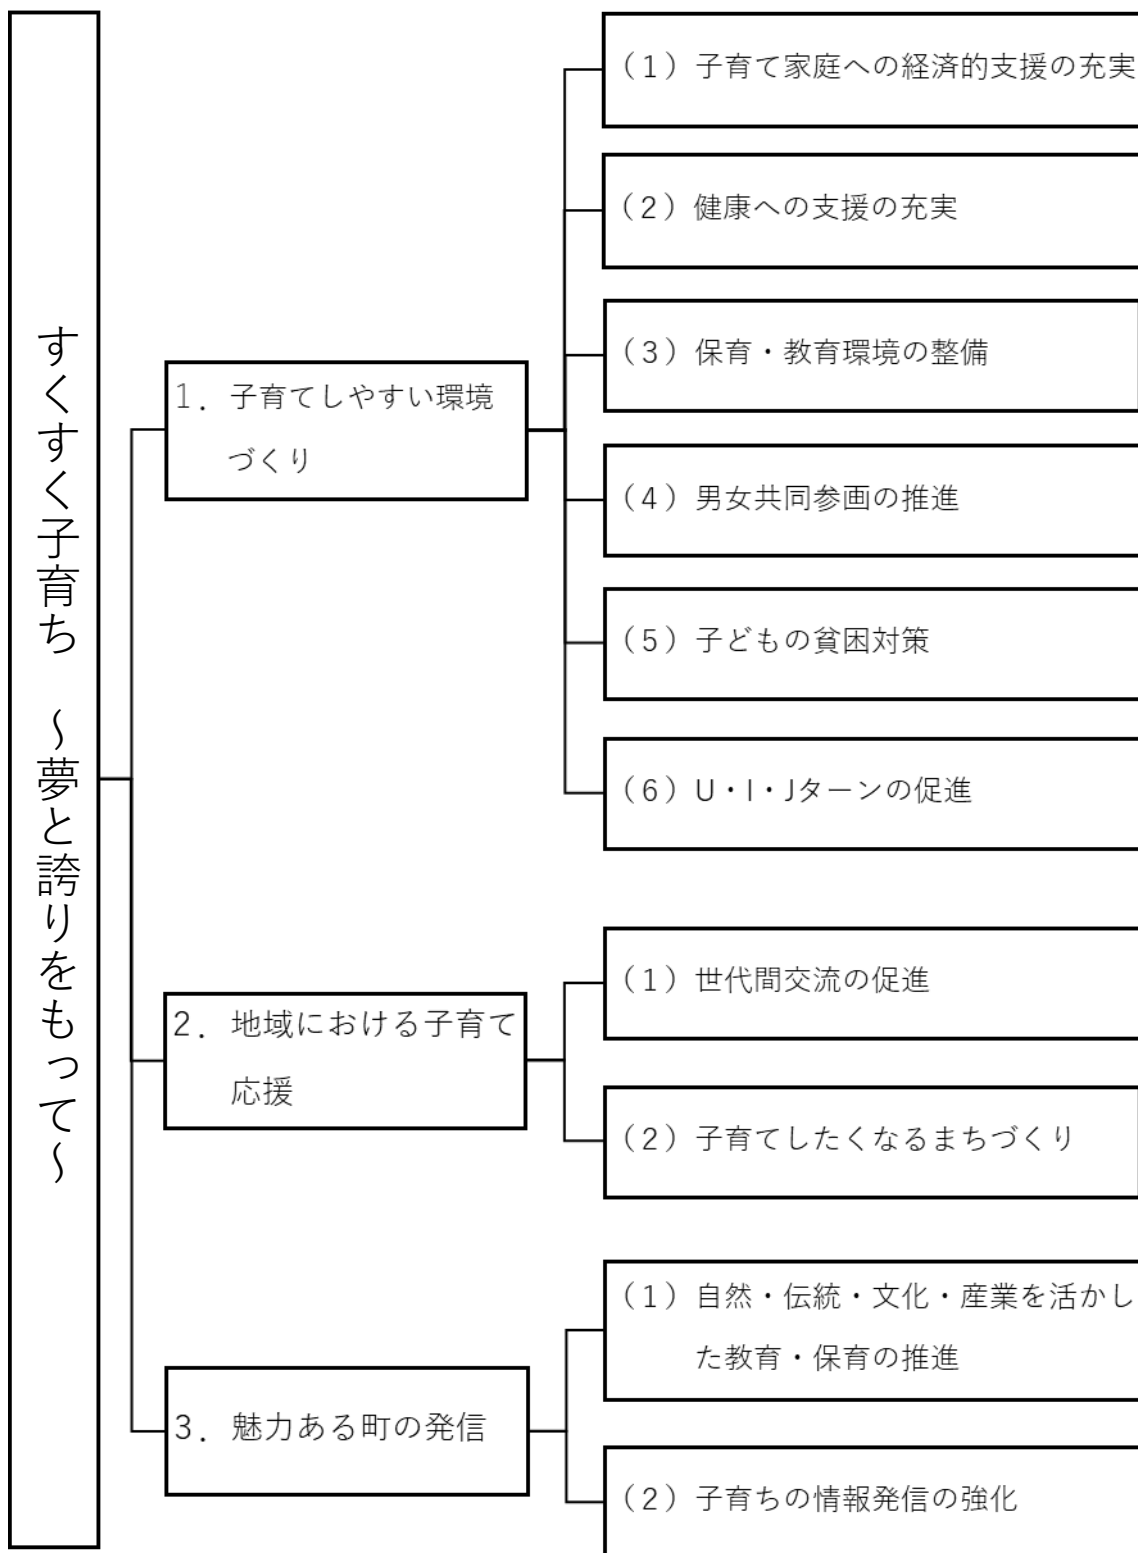 すくすく子育ち　～夢と誇りをもって～
1．子育てしやすい環境
づくり
（1）子育て家庭への経済的支援の充実
（2）健康への支援の充実
（3）保育・教育環境の整備
（4）男女共同参画の推進
（5）子どもの貧困対策
（6）U・I・Jターンの促進
2．地域における子育て
応援
（1）世代間交流の促進
（2）子育てしたくなるまちづくり
3．魅力ある町の発信
（1）自然・伝統・文化・産業を活かし
た教育・保育の推進
（2）子育ちの情報発信の強化